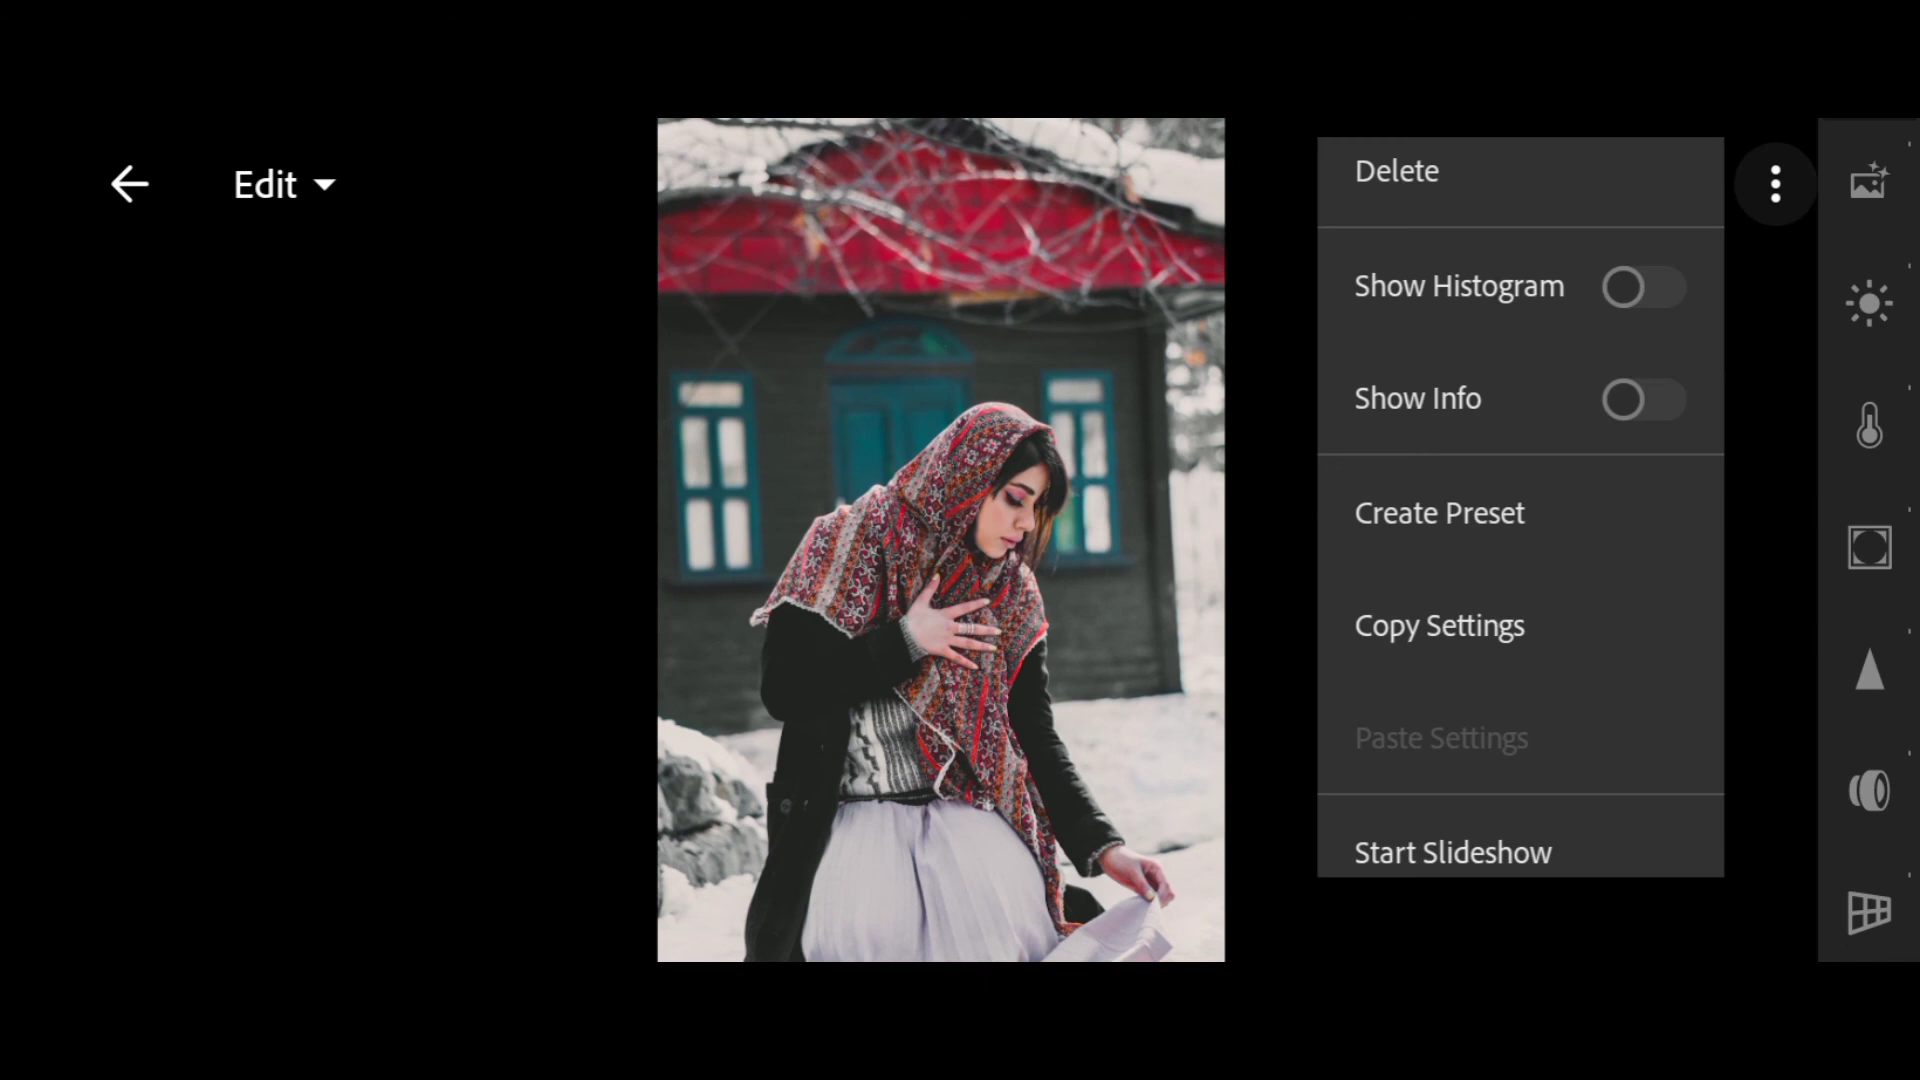 Edit
Delete
Show Histogram
Show Info
Create Preset
Copy Settings
Paste Settings
Start Slideshow